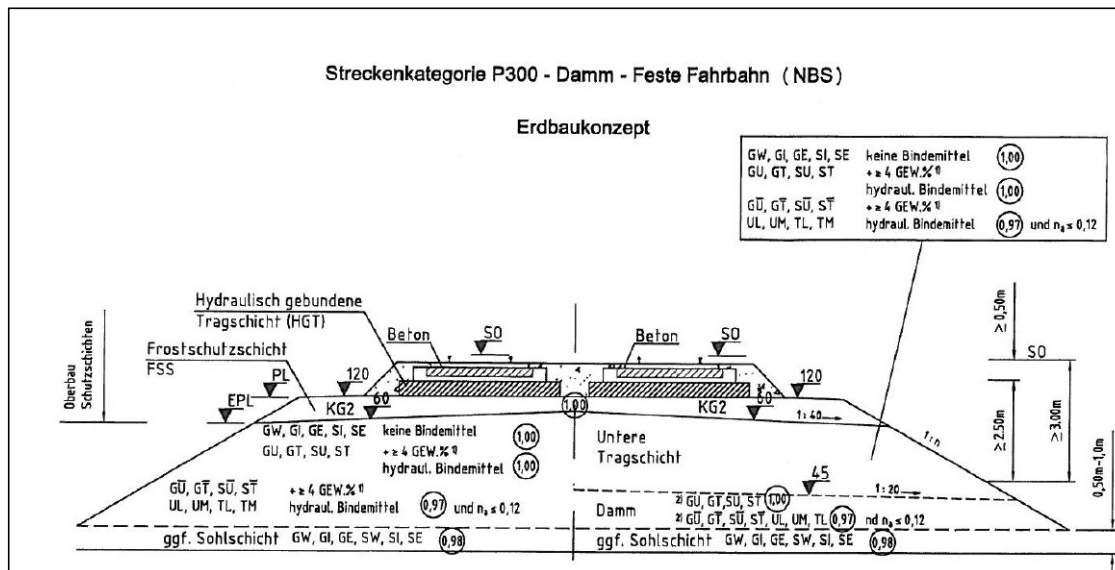 Streckenkategorie P300 - Damm - Feste Fahrbahn ( NBS )
Erdbaukonzept
GW, GI, GE, SI, SE keine Bindemittel 1,00
GU, GT, SU, ST + ≥ 4 GEW.% 1)
hydraul. Bindemittel 1,00
GŪ, GT̄, SŪ, ST̄ + ≥ 4 GEW.% 1)
UL, UM, TL, TM hydraul. Bindemittel 0,97 und nₐ ≤ 0,12
Hydraulisch gebundene
Tragschicht (HGT)
Beton SO Beton SO
Frostschutzschicht
FSS
Oberbau
Schutzschichten
PL 120 120
EPL KG2 60 1,00 KG2 60 1:40 1:n
≥ 0,50m
SO
≥ 2.50m
≥ 3.00m
0,50m-1,0m
GW, GI, GE, SI, SE keine Bindemittel 1,00
GU, GT, SU, ST + ≥ 4 GEW.% 1)
hydraul. Bindemittel 1,00
GŪ, GT̄, SŪ, ST̄ + ≥ 4 GEW.% 1)
UL, UM, TL, TM hydraul. Bindemittel 0,97 und nₐ ≤ 0,12
Untere
Tragschicht
45 1:20
2) GU, GT, SU, ST 1,00
Damm 2) GŪ, GT̄, SŪ, ST̄, UL, UM, TL 0,97 nd nₐ ≤ 0,12
ggf. Sohlschicht GW, GI, GE, SW, SI, SE 0,98
ggf. Sohlschicht GW, GI, GE, SW, SI, SE 0,98